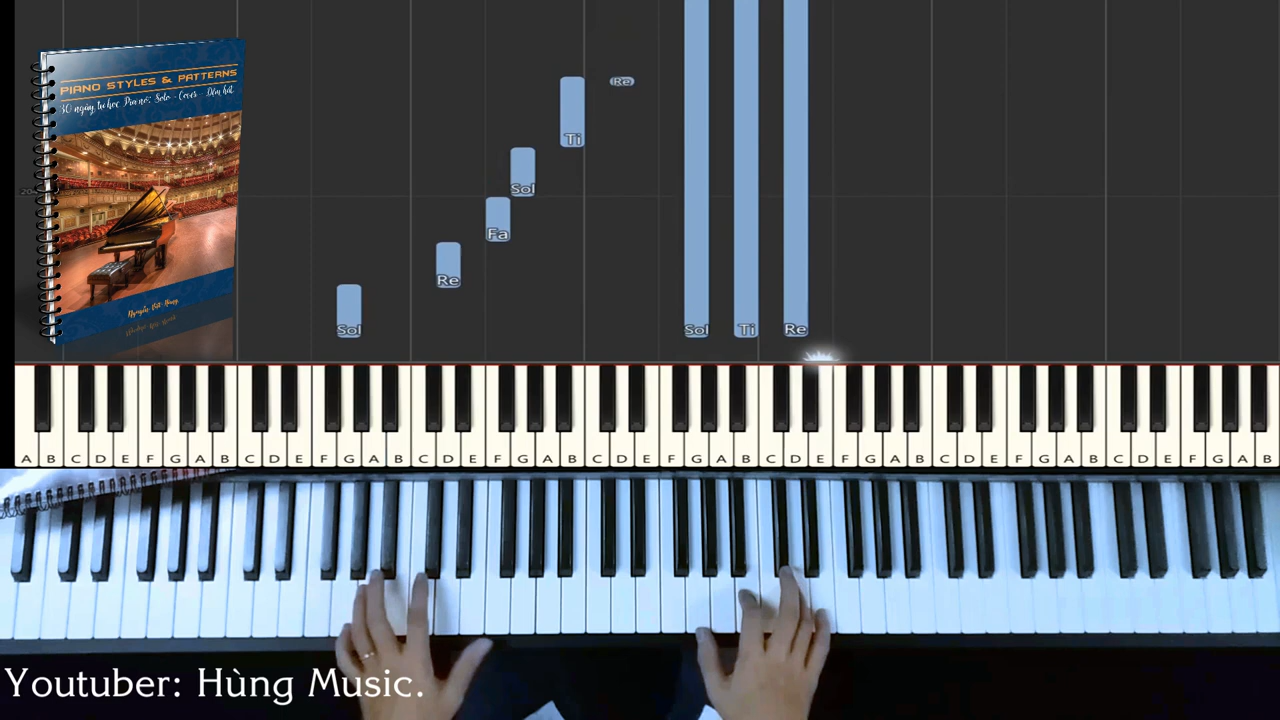 PIANO STYLES & PATTERNS
30 ngày tự học Piano: Solo - Cover - Đệm hát
Re
Ti
Sol
Fa
Re
Sol
Sol Ti Re
A B C D E F G A B C D E F G A B C D E F G A B C D E F G A B C D E F G A B C D E F G A B C D E F G A B
Youtuber: Hùng Music.